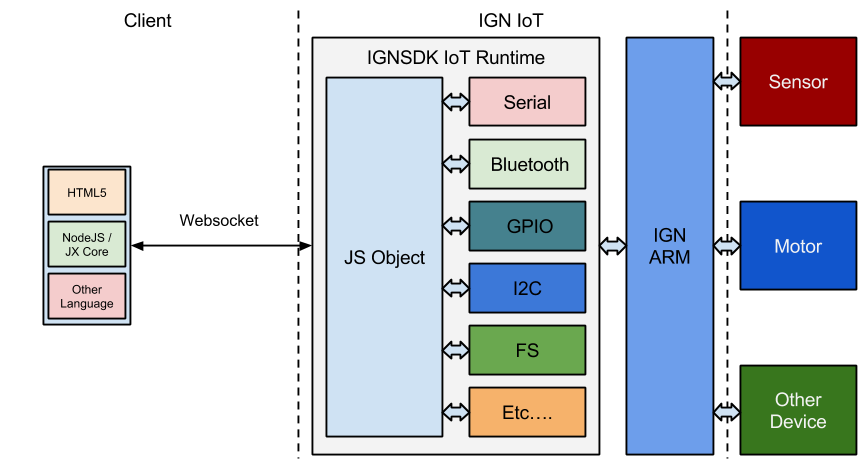 Client
IGN IoT
IGNSDK IoT Runtime
HTML5
NodeJS /
JX Core
Other
Language
Websocket
JS Object
Serial
Bluetooth
GPIO
I2C
FS
Etc....
IGN
ARM
Sensor
Motor
Other
Device